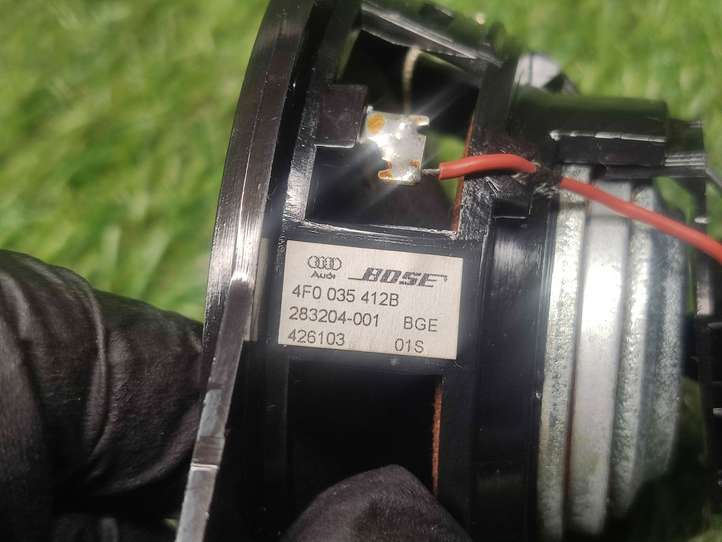 Audi BOSE
4F0 035 412B
283204-001 BGE
426103 01S